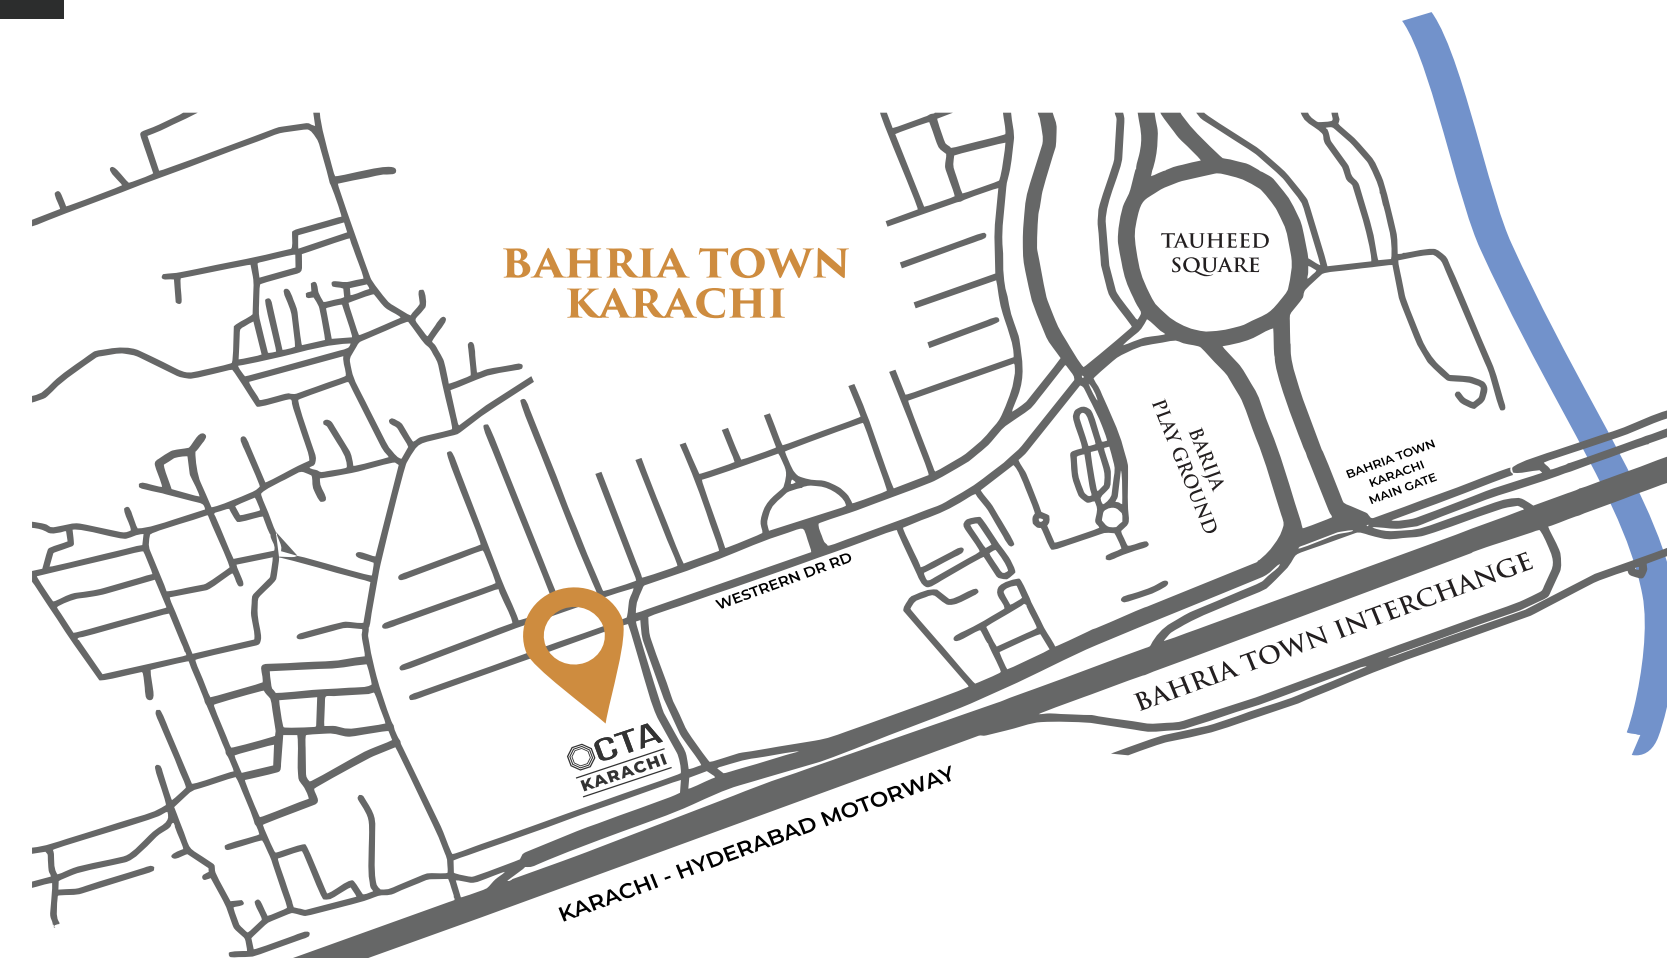 BAHRIA TOWN
KARACHI
TAUHEED
SQUARE
BARIJA
PLAY GROUND
BAHRIA TOWN
KARACHI
MAIN GATE
WESTRERN DR RD
BAHRIA TOWN INTERCHANGE
OCTA
KARACHI
KARACHI - HYDERABAD MOTORWAY